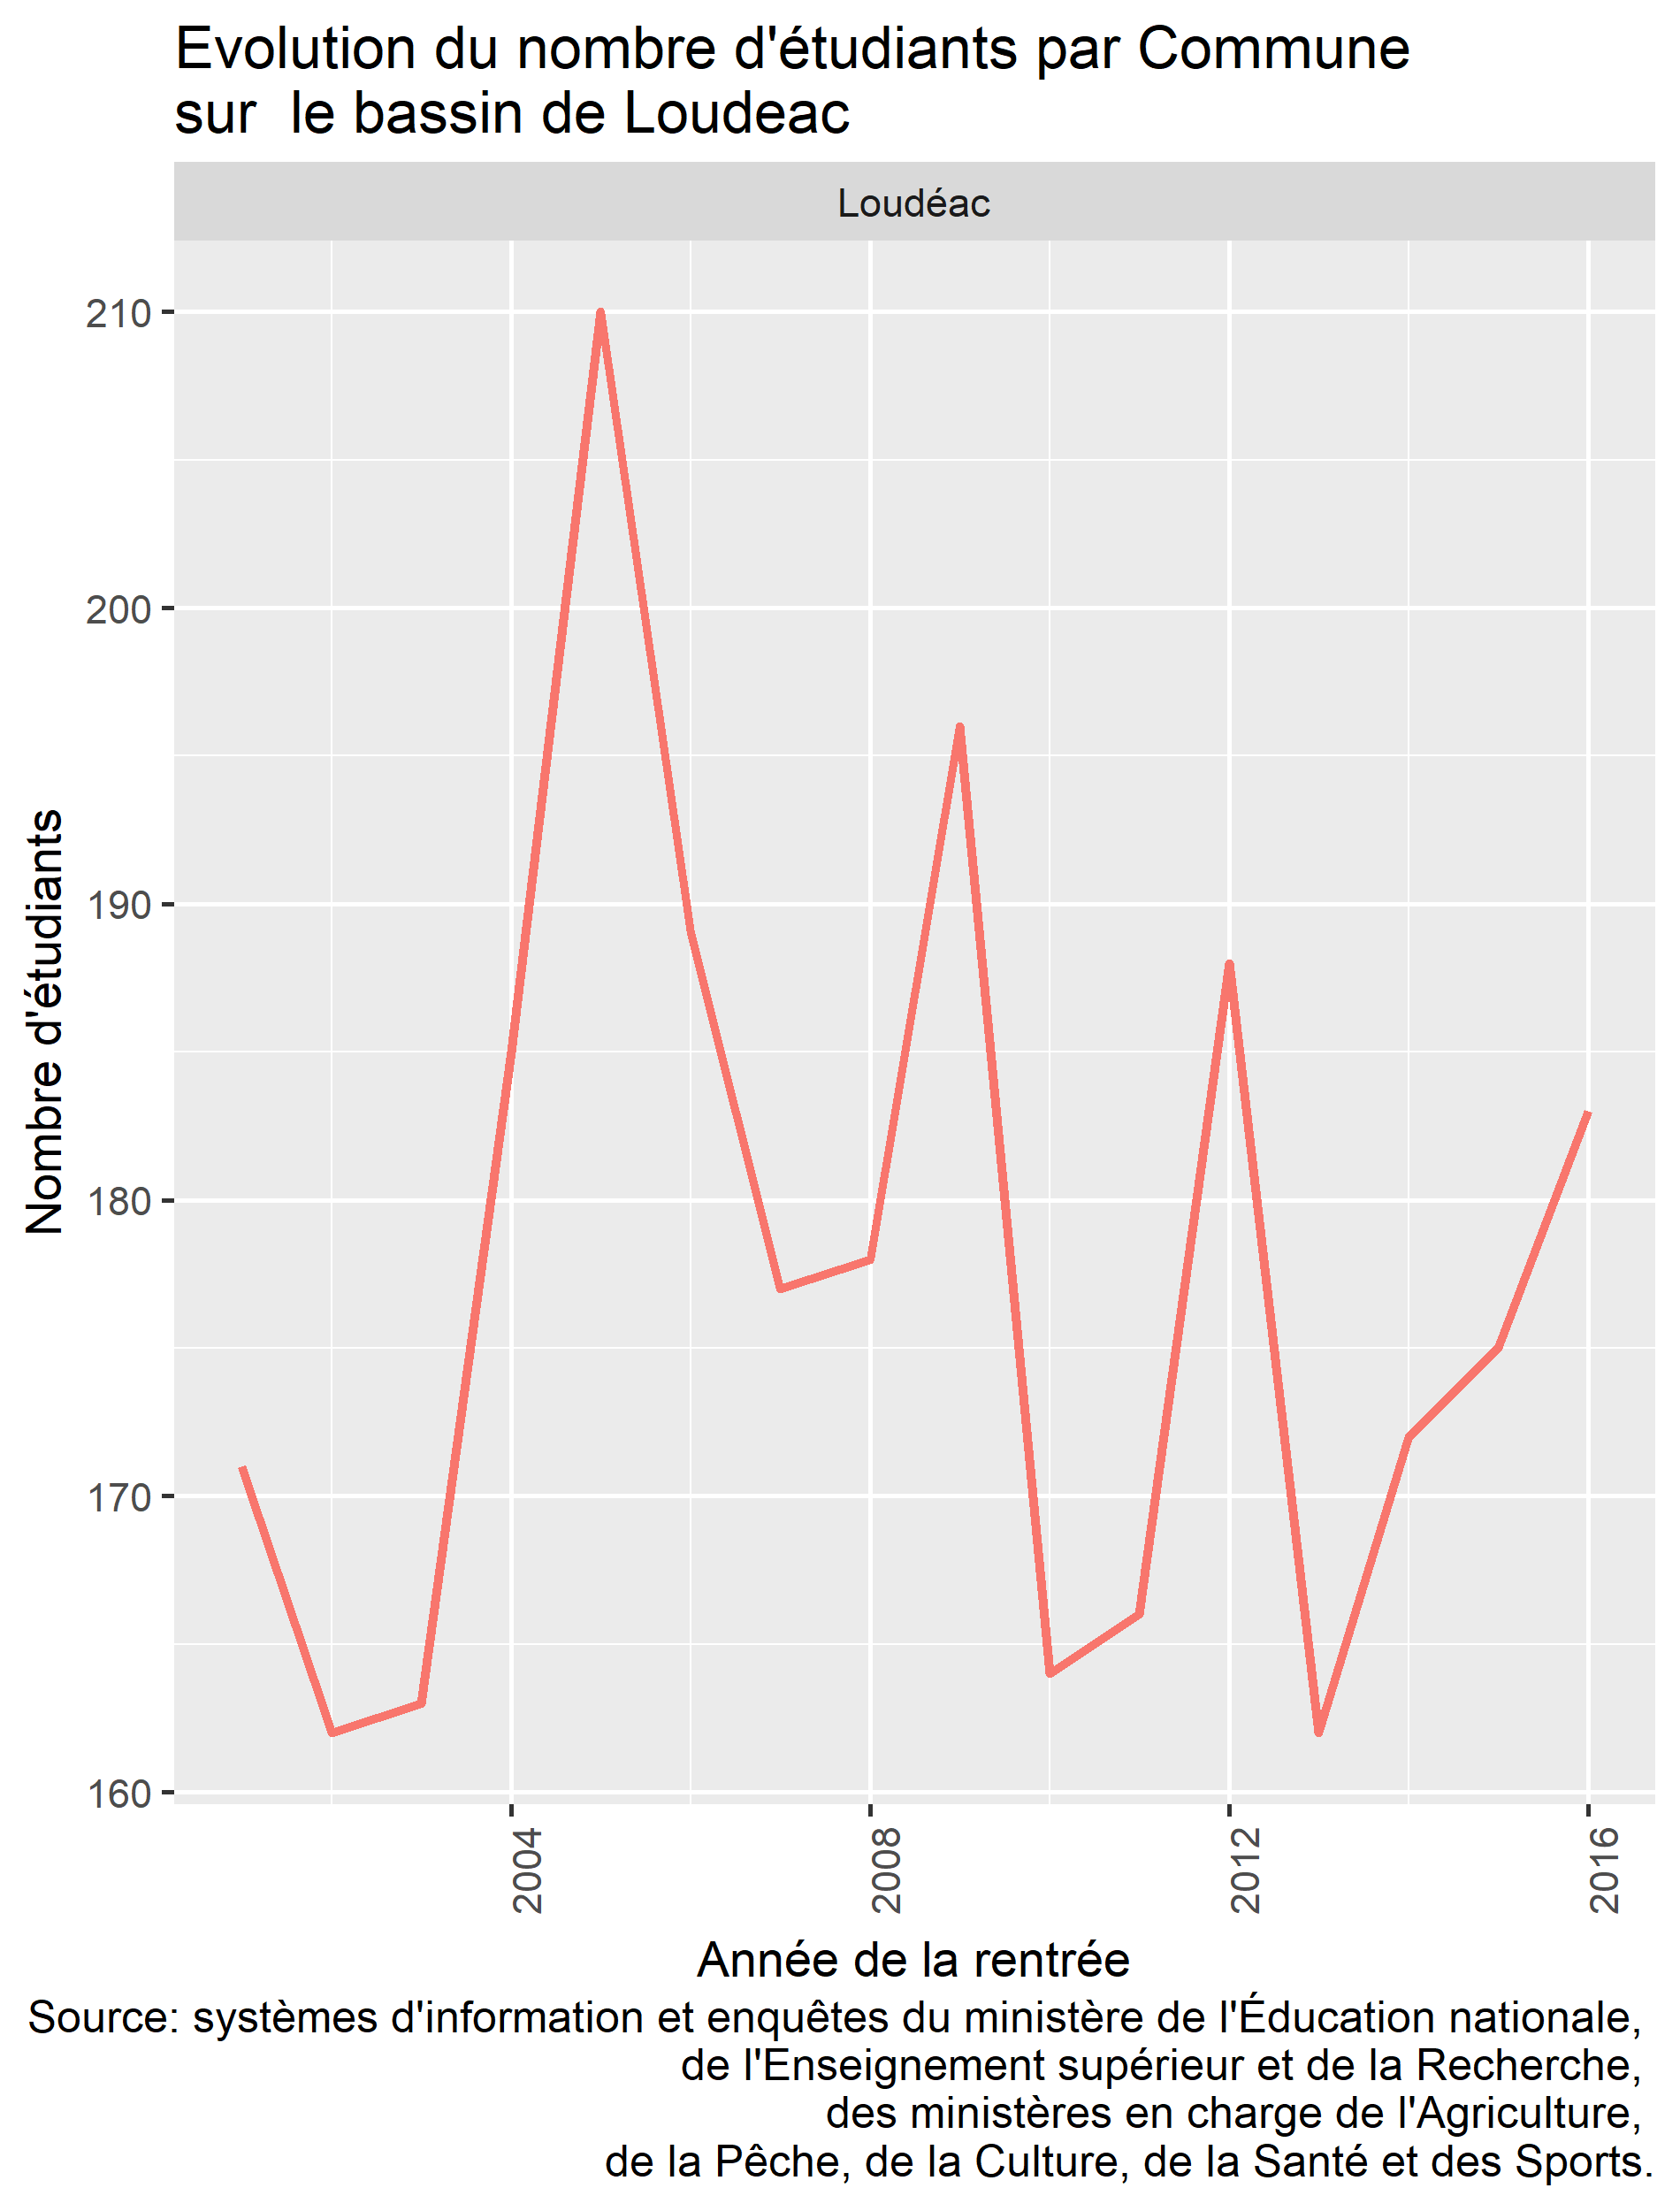 Evolution du nombre d'étudiants par Commune
sur  le bassin de Loudeac
Loudéac
210
200
190
180
170
160
Nombre d'étudiants
2004
2008
2012
2016
Année de la rentrée
Source: systèmes d'information et enquêtes du ministère de l'Éducation nationale,
de l'Enseignement supérieur et de la Recherche,
des ministères en charge de l'Agriculture,
de la Pêche, de la Culture, de la Santé et des Sports.